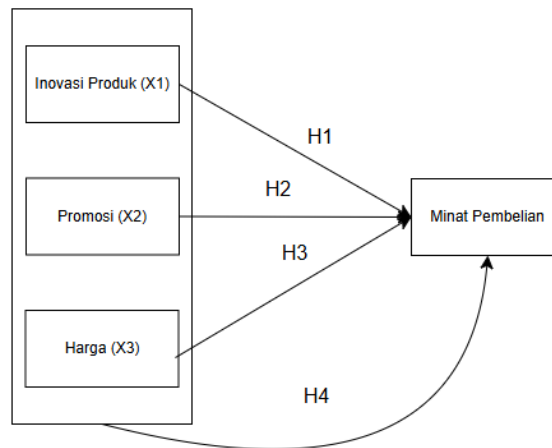 Inovasi Produk (X1)
H1
H2
Promosi (X2)
Minat Pembelian
H3
Harga (X3)
H4